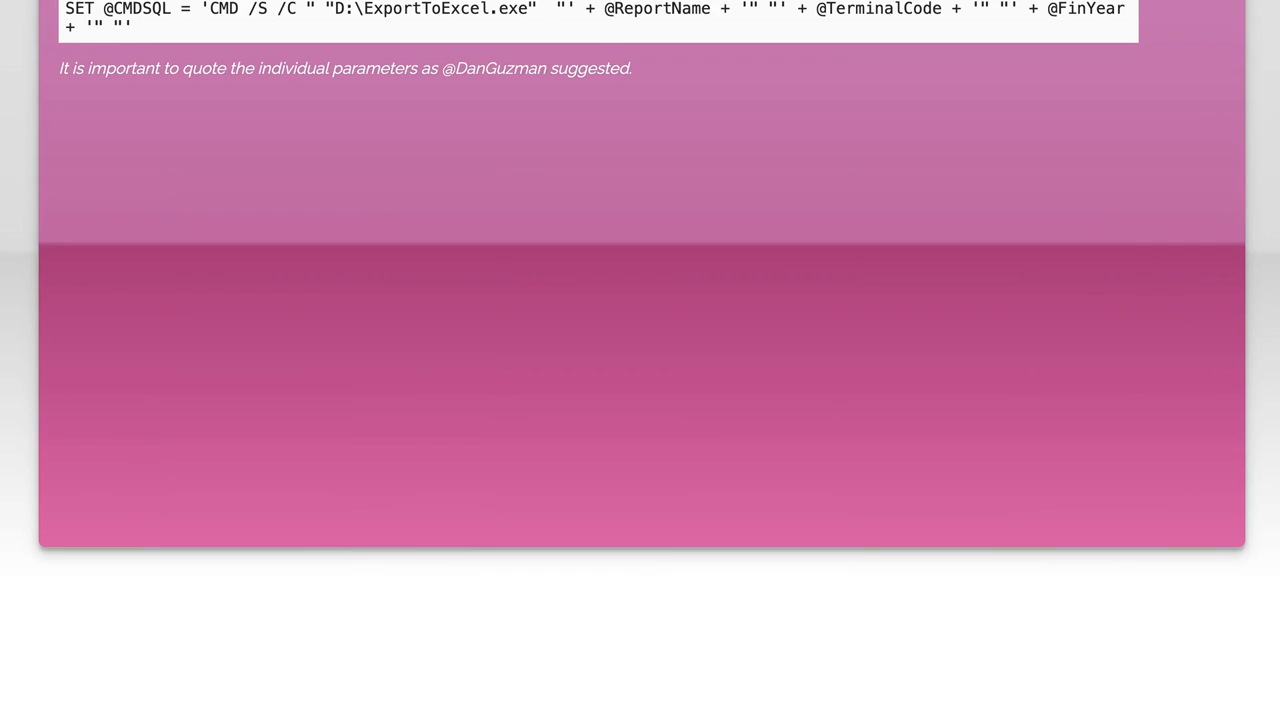 SET @CMDSQL = 'CMD /S /C " "D:\ExportToExcel.exe"  "' + @ReportName + '" "' + @TerminalCode + '" "' + @FinYear
+ '" "'
It is important to quote the individual parameters as @DanGuzman suggested.